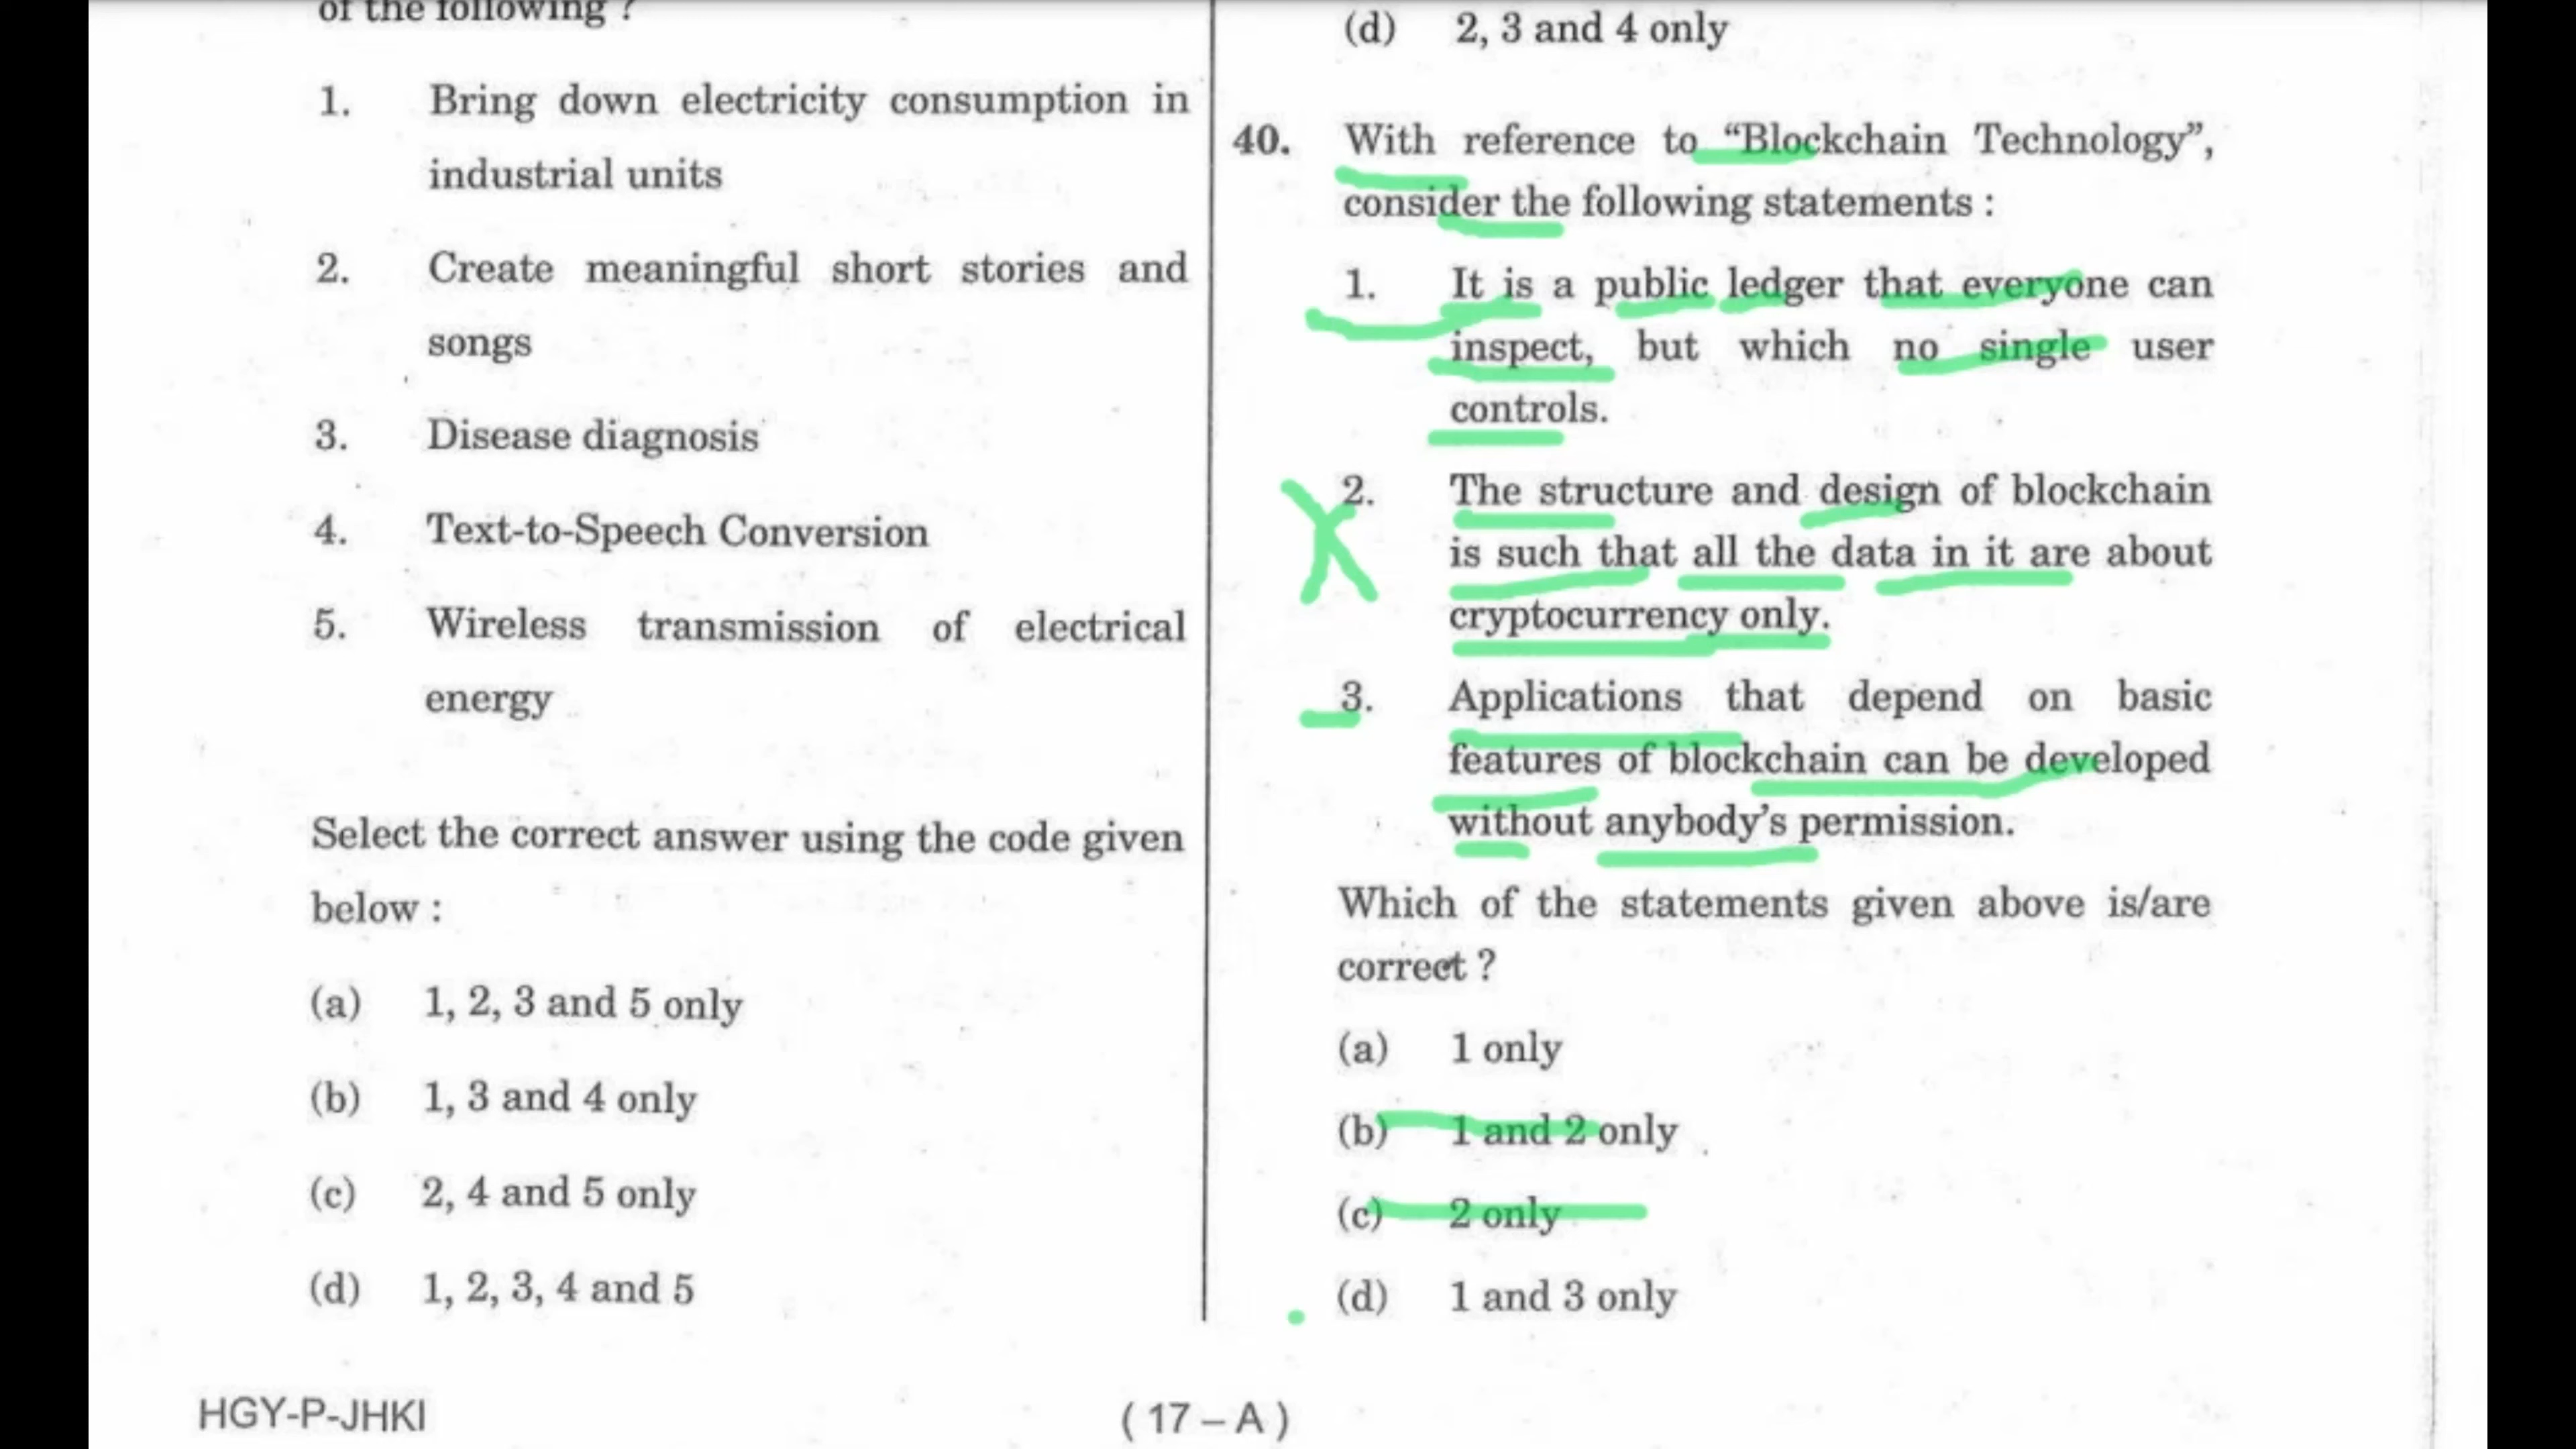 of the following ?
1. Bring down electricity consumption in
industrial units
2. Create meaningful short stories and
songs
3. Disease diagnosis
4. Text-to-Speech Conversion
5. Wireless transmission of electrical
energy
Select the correct answer using the code given
below :
(a) 1, 2, 3 and 5 only
(b) 1, 3 and 4 only
(c) 2, 4 and 5 only
(d) 1, 2, 3, 4 and 5
(d) 2, 3 and 4 only
40. With reference to “Blockchain Technology”,
consider the following statements :
1. It is a public ledger that everyone can
inspect, but which no single user
controls.
2. The structure and design of blockchain
is such that all the data in it are about
cryptocurrency only.
3. Applications that depend on basic
features of blockchain can be developed
without anybody’s permission.
Which of the statements given above is/are
correct ?
(a) 1 only
(b) 1 and 2 only
(c) 2 only
(d) 1 and 3 only
HGY-P-JHKI
( 17 – A )